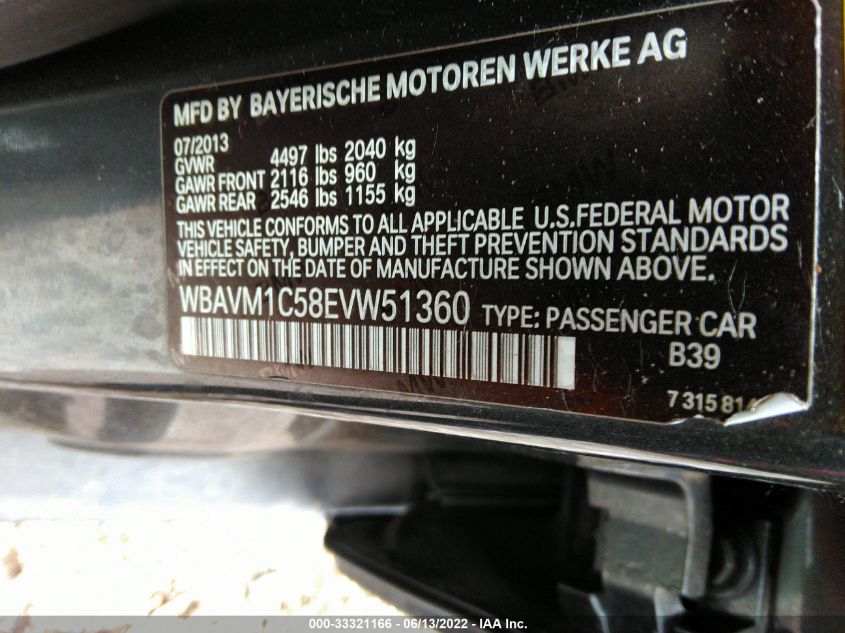 MFD BY BAYERISCHE MOTOREN WERKE AG
07/2013
GVWR 4497 lbs 2040 kg
GAWR FRONT 2116 lbs 960 kg
GAWR REAR 2546 lbs 1155 kg
THIS VEHICLE CONFORMS TO ALL APPLICABLE U.S.FEDERAL MOTOR
VEHICLE SAFETY, BUMPER AND THEFT PREVENTION STANDARDS
IN EFFECT ON THE DATE OF MANUFACTURE SHOWN ABOVE.
WBAVM1C58EVW51360 TYPE: PASSENGER CAR
B39
7 315 81
000-33321166 - 06/13/2022 - IAA Inc.